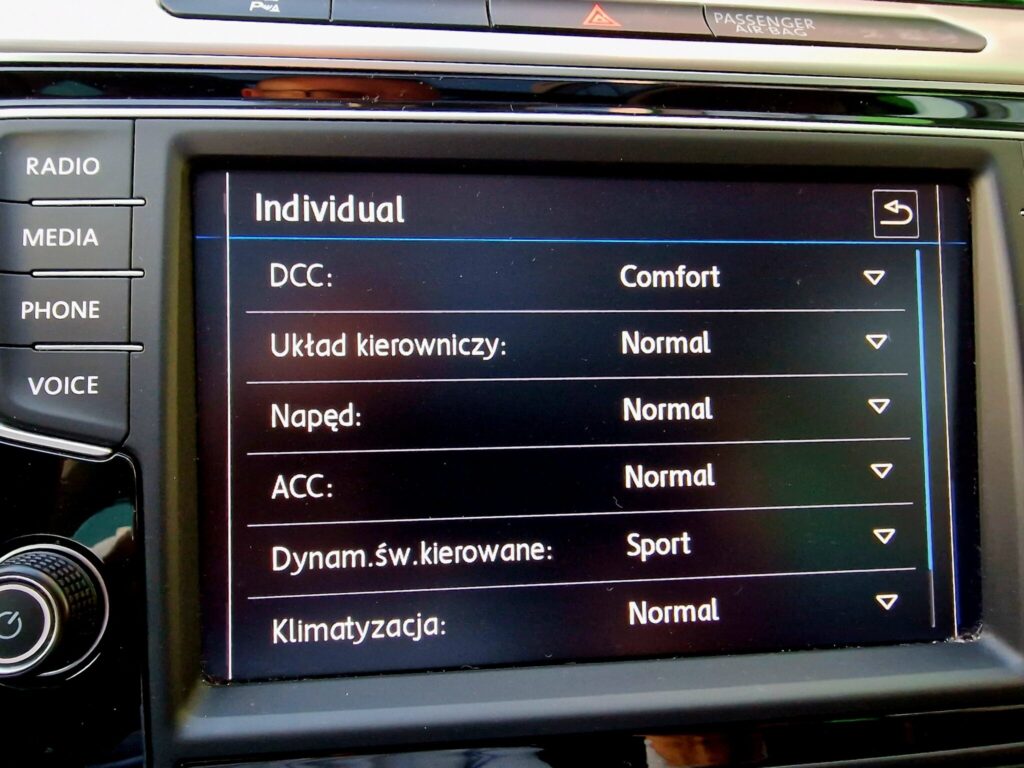 P
PASSENGER
AIR BAG
RADIO
MEDIA
PHONE
VOICE
Individual
DCC: Comfort
Układ kierowniczy: Normal
Napęd: Normal
ACC: Normal
Dynam.św.kierowane: Sport
Klimatyzacja: Normal